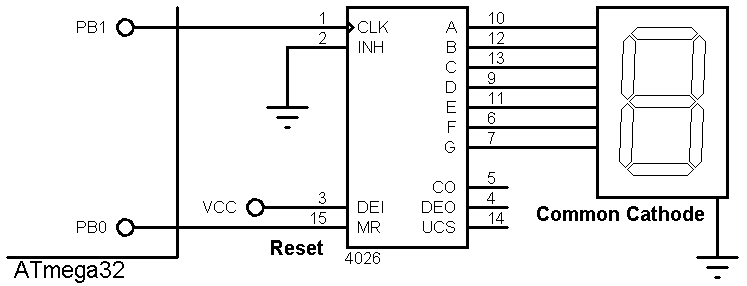 PB1 1 CLK A 10
2 INH B 12
C 13
D 9
E 11
F 6
G 7
CO 5
VCC 3 DEI DEO 4 Common Cathode
PB0 15 MR UCS 14
Reset
4026
ATmega32